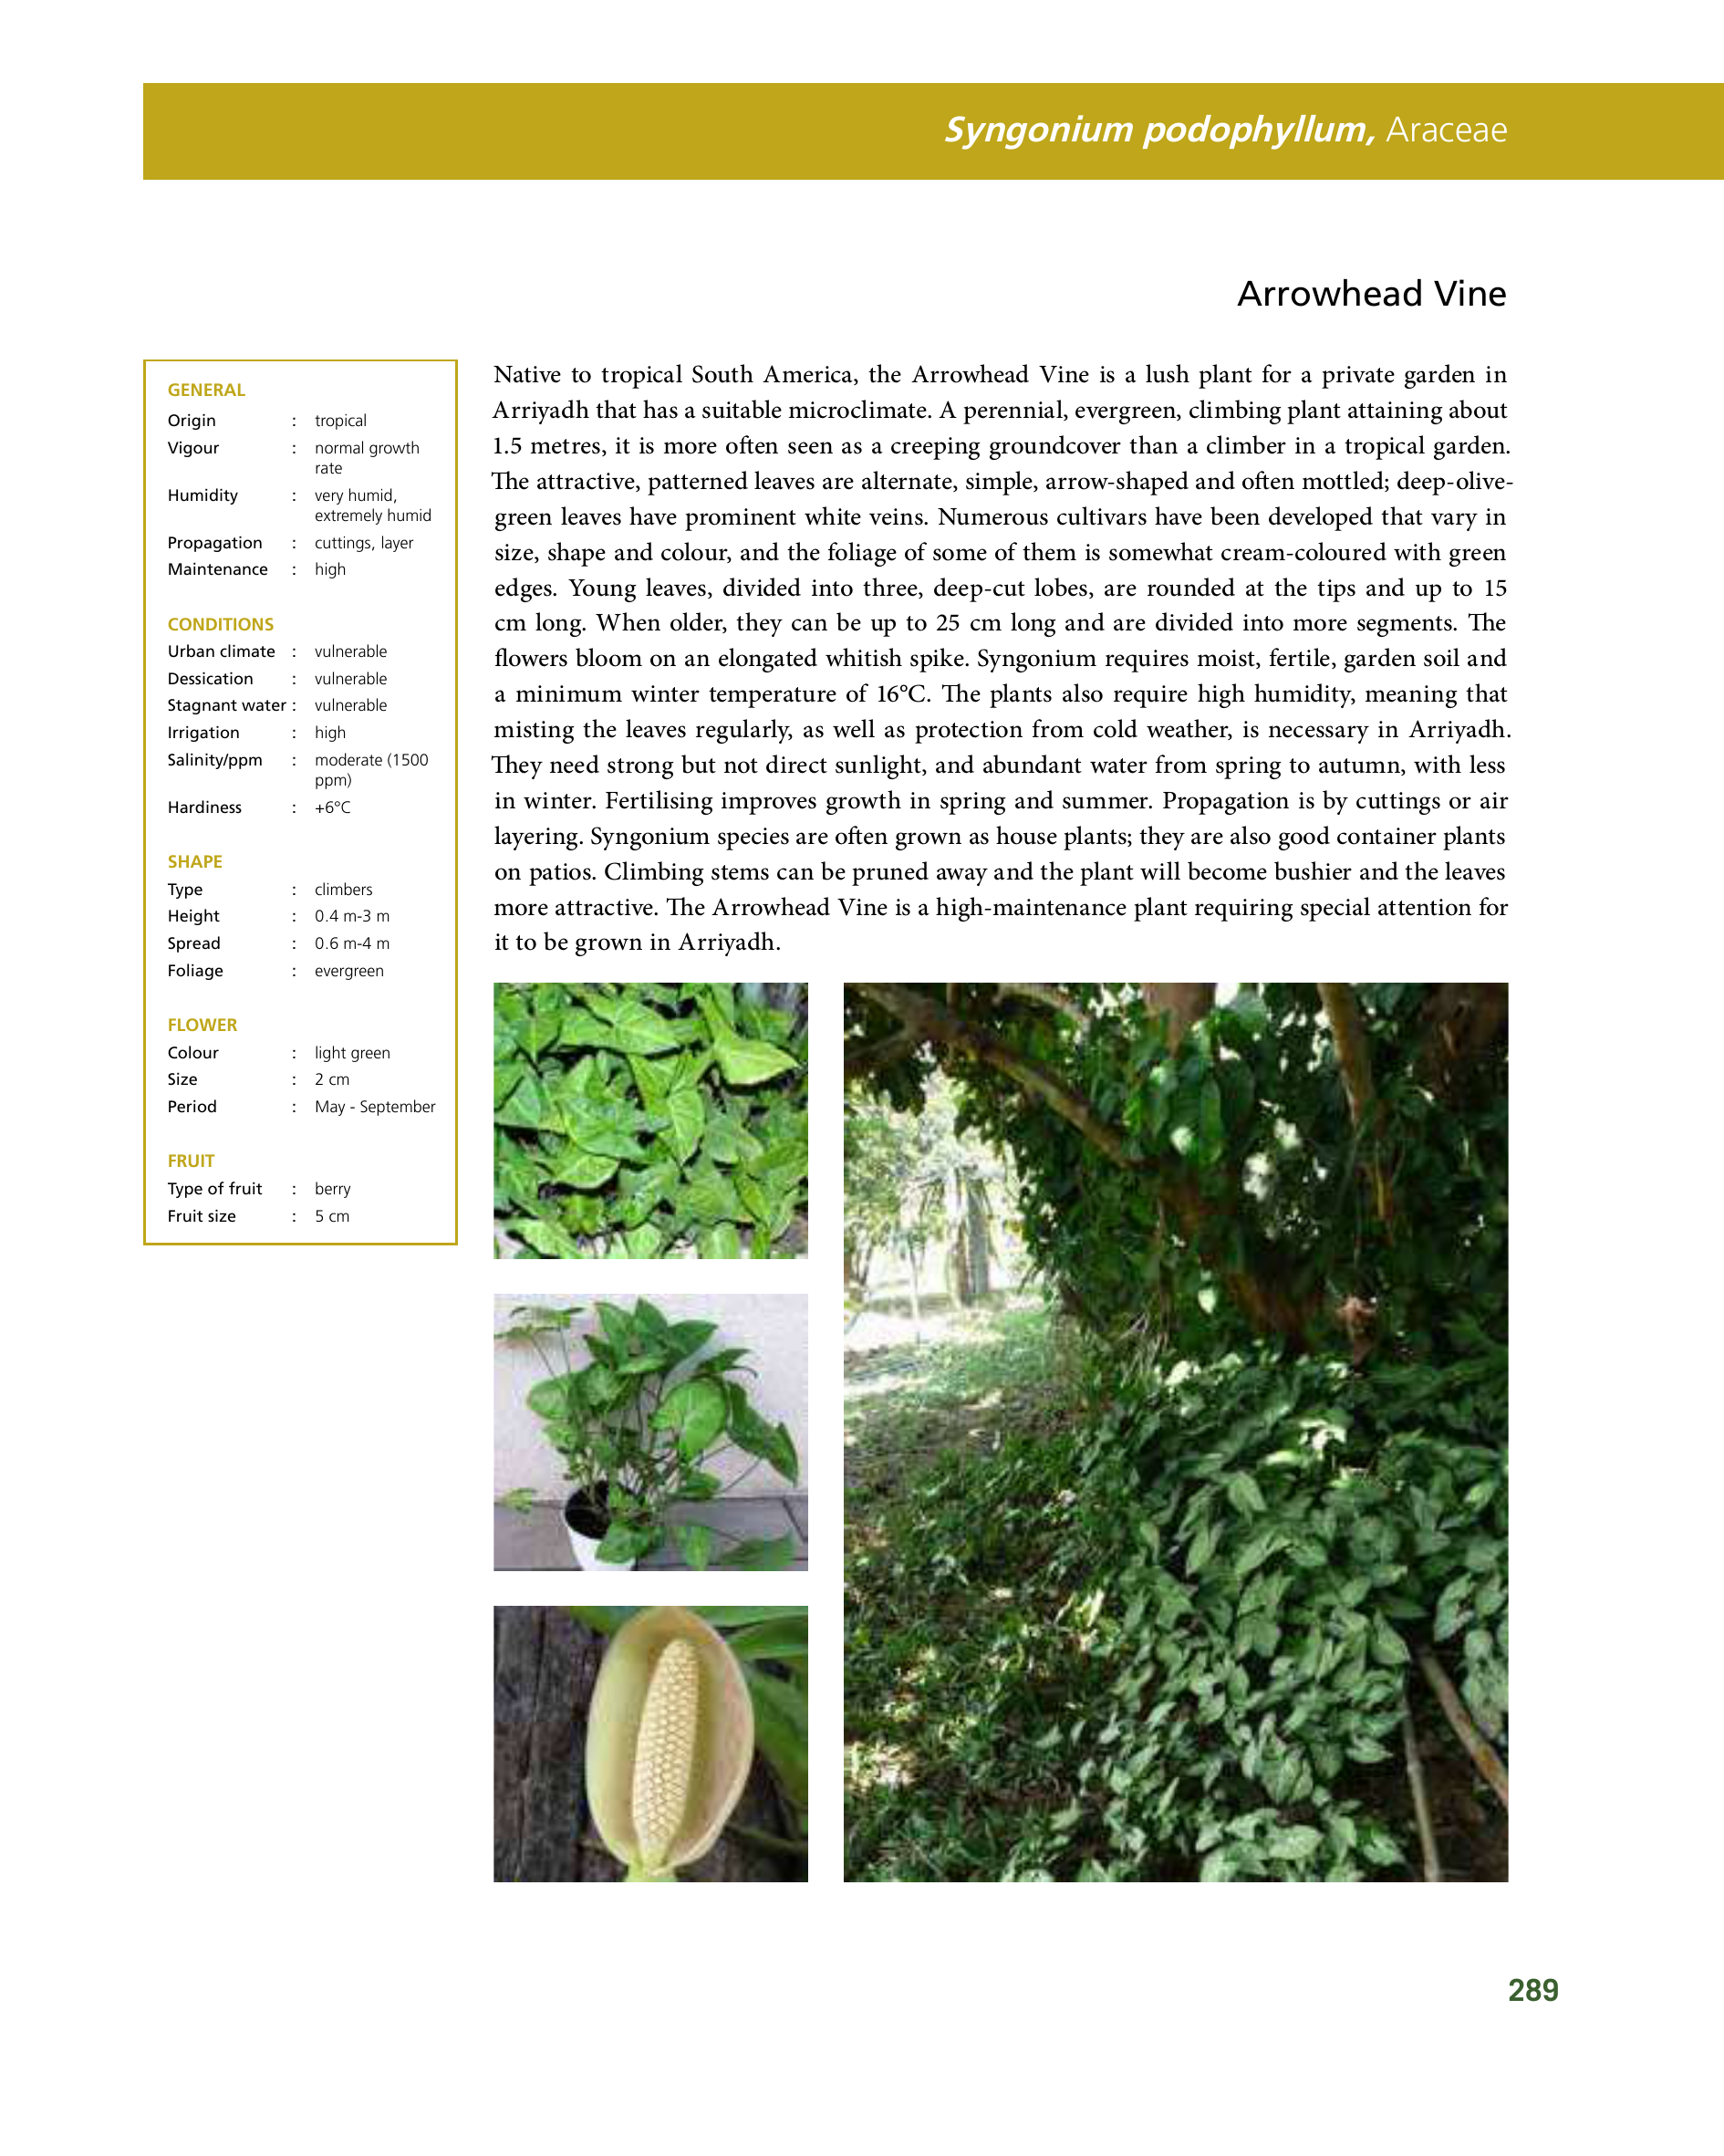 Syngonium podophyllum, Araceae
Arrowhead Vine
GENERAL
Origin : tropical
Vigour : normal growth
rate
Humidity : very humid,
extremely humid
Propagation : cuttings, layer
Maintenance : high
CONDITIONS
Urban climate : vulnerable
Dessication : vulnerable
Stagnant water : vulnerable
Irrigation : high
Salinity/ppm : moderate (1500
ppm)
Hardiness : +6°C
SHAPE
Type : climbers
Height : 0.4 m-3 m
Spread : 0.6 m-4 m
Foliage : evergreen
FLOWER
Colour : light green
Size : 2 cm
Period : May - September
FRUIT
Type of fruit : berry
Fruit size : 5 cm
Native to tropical South America, the Arrowhead Vine is a lush plant for a private garden in
Arriyadh that has a suitable microclimate. A perennial, evergreen, climbing plant attaining about
1.5 metres, it is more often seen as a creeping groundcover than a climber in a tropical garden.
The attractive, patterned leaves are alternate, simple, arrow-shaped and often mottled; deep-olive-
green leaves have prominent white veins. Numerous cultivars have been developed that vary in
size, shape and colour, and the foliage of some of them is somewhat cream-coloured with green
edges. Young leaves, divided into three, deep-cut lobes, are rounded at the tips and up to 15
cm long. When older, they can be up to 25 cm long and are divided into more segments. The
flowers bloom on an elongated whitish spike. Syngonium requires moist, fertile, garden soil and
a minimum winter temperature of 16°C. The plants also require high humidity, meaning that
misting the leaves regularly, as well as protection from cold weather, is necessary in Arriyadh.
They need strong but not direct sunlight, and abundant water from spring to autumn, with less
in winter. Fertilising improves growth in spring and summer. Propagation is by cuttings or air
layering. Syngonium species are often grown as house plants; they are also good container plants
on patios. Climbing stems can be pruned away and the plant will become bushier and the leaves
more attractive. The Arrowhead Vine is a high-maintenance plant requiring special attention for
it to be grown in Arriyadh.
289